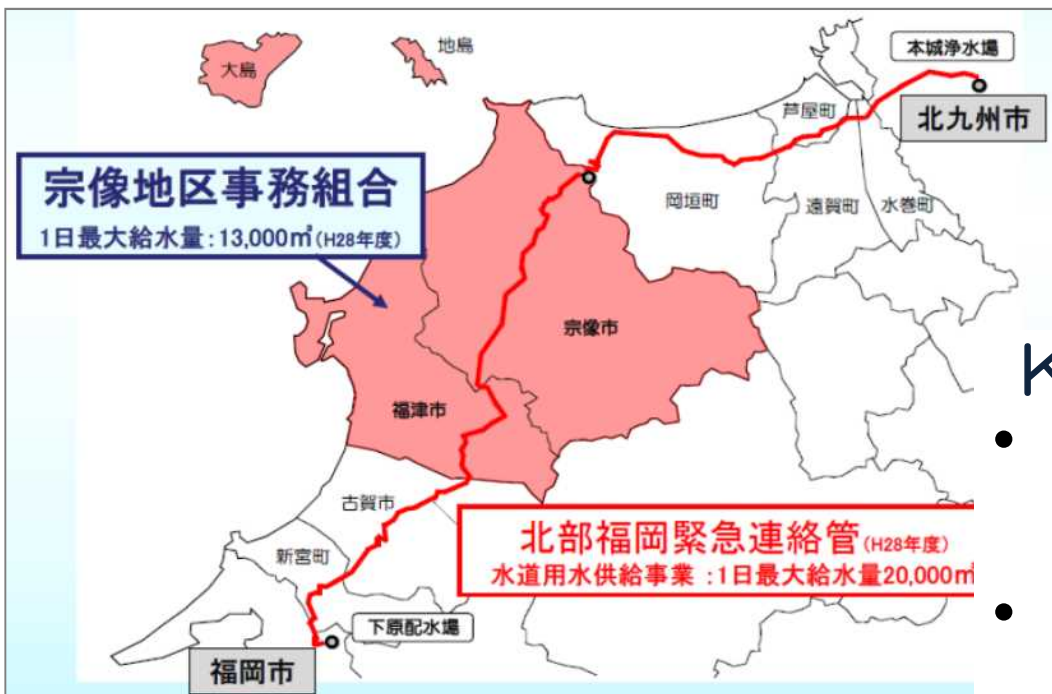 大島
地島
本城浄水場
芦屋町
北九州市
宗像地区事務組合
1日最大給水量:13,000㎥(H28年度)
岡垣町
遠賀町
水巻町
宗像市
福津市
古賀市
北部福岡緊急連絡管(H28年度)
水道用水供給事業 :1日最大給水量20,000㎥
新宮町
下原配水場
福岡市